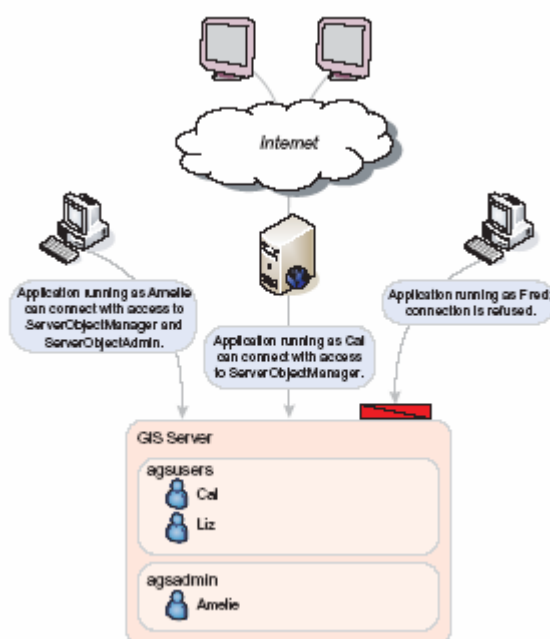 Internet
Application running as Amelie
can connect with access to
ServerObjectManager and
ServerObjectAdmin.
Application running as Cal
can connect with access
to ServerObjectManager.
Application running as Fred
connection is refused.
GIS Server
agsusers
Cal
Liz
agsadmin
Amelie